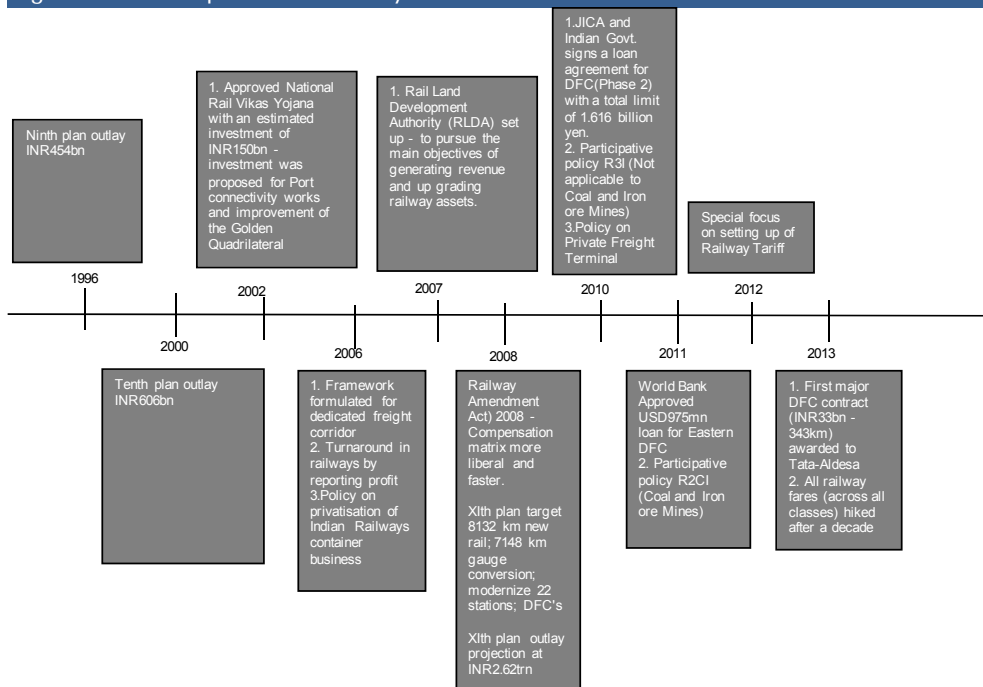 Ninth plan outlay
INR454bn
1. Approved National
Rail Vikas Yojana
with an estimated
investment of
INR150bn -
investment was
proposed for Port
connectivity works
and improvement of
the Golden
Quadrilateral
1. Rail Land
Development
Authority (RLDA) set
up - to pursue the
main objectives of
generating revenue
and up grading
railway assets.
1.JICA and
Indian Govt.
signs a loan
agreement for
DFC(Phase 2)
with a total limit
of 1.616 billion
yen.
2. Participative
policy R3I (Not
applicable to
Coal and Iron
ore Mines)
3.Policy on
Private Freight
Terminal
Special focus
on setting up of
Railway Tariff
1996
2002
2007
2010
2012
2000
2006
2008
2011
2013
Tenth plan outlay
INR606bn
1. Framework
formulated for
dedicated freight
corridor
2. Turnaround in
railways by
reporting profit
3.Policy on
privatisation of
Indian Railways
container
business
Railway
Amendment
Act) 2008 -
Compensation
matrix more
liberal and
faster.
XIth plan target
8132 km new
rail; 7148 km
gauge
conversion;
modernize 22
stations; DFC's
XIth plan outlay
projection at
INR2.62trn
World Bank
Approved
USD975mn
loan for Eastern
DFC
2. Participative
policy R2CI
(Coal and Iron
ore Mines)
1. First major
DFC contract
(INR33bn -
343km)
awarded to
Tata-Aldesa
2. All railway
fares (across all
classes) hiked
after a decade